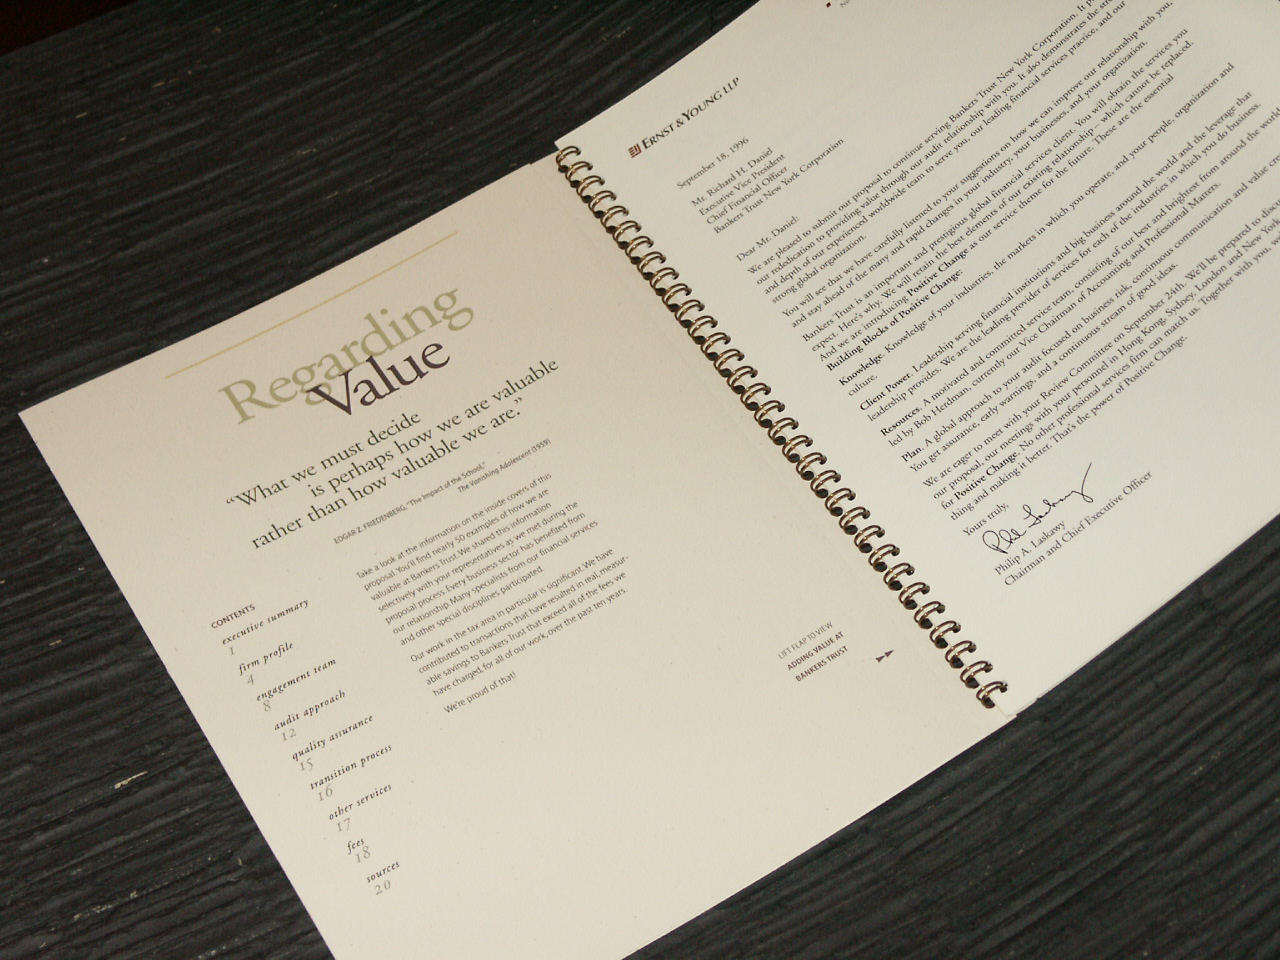 Regarding
Value
“What we must decide
is perhaps how we are valuable
rather than how valuable we are.”
EDGAR Z. FRIEDENBERG, “The Impact of the School,”
The Vanishing Adolescent (1959)
Take a look at the information on the inside covers of this
proposal. You'll find nearly 50 examples of how we are
valuable at Bankers Trust. We shared this information
selectively with your representatives as we met during the
proposal process. Every business sector has benefited from
our relationship. Many specialists from our financial services
and other special disciplines participated.
Our work in the tax area in particular is significant. We have
contributed to transactions that have resulted in real, measur-
able savings to Bankers Trust that exceed all of the fees we
have charged, for all of our work, over the past ten years.
We're proud of that!
CONTENTS
executive summary
1
firm profile
4
engagement team
8
audit approach
12
quality assurance
15
transition process
16
other services
17
fees
18
sources
20
LIFT FLAP TO VIEW
ADDING VALUE AT
BANKERS TRUST
ERNST & YOUNG LLP
September 18, 1996
Mr. Richard H. Daniel
Executive Vice President
Chief Financial Officer
Bankers Trust New York Corporation
Dear Mr. Daniel:
We are pleased to submit our proposal to continue serving Bankers Trust New York Corporation. It
our rededication to providing value through our audit relationship with you. It also demonstrates the
and depth of our experienced worldwide team to serve you, our leading financial services practice, and our
strong global organization.
You will see that we have carefully listened to your suggestions on how we can improve our relationship with you,
and stay ahead of the many and rapid changes in your industry, your businesses, and your organization.
Bankers Trust is an important and prestigious global financial services client. You will obtain the services you
expect. Here's why. We will retain the best elements of our existing relationship – which cannot be replaced.
And we are introducing Positive Change as our service theme for the future. These are the essential
Building Blocks of Positive Change:
Knowledge. Knowledge of your industries, the markets in which you operate, and your people, organization and
culture.
Client Power. Leadership serving financial institutions and big business around the world and the leverage that
leadership provides. We are the leading provider of services for each of the industries in which you do business.
Resources. A motivated and committed service team, consisting of our best and brightest from around the world
led by Bob Herdman, currently our Vice Chairman of Accounting and Professional Matters.
Plan. A global approach to your audit focused on business risk, continuous communication and value
You get assurance, early warnings, and a continuous stream of good ideas.
We are eager to meet with your Review Committee on September 24th. We'll be prepared to
our proposal, our meetings with your personnel in Hong Kong, Sydney, London and New York
for Positive Change. No other professional services firm can match us. Together with you,
thing and making it better. That's the power of Positive Change.
Yours truly,
Philip A. Laskawy
Chairman and Chief Executive Officer